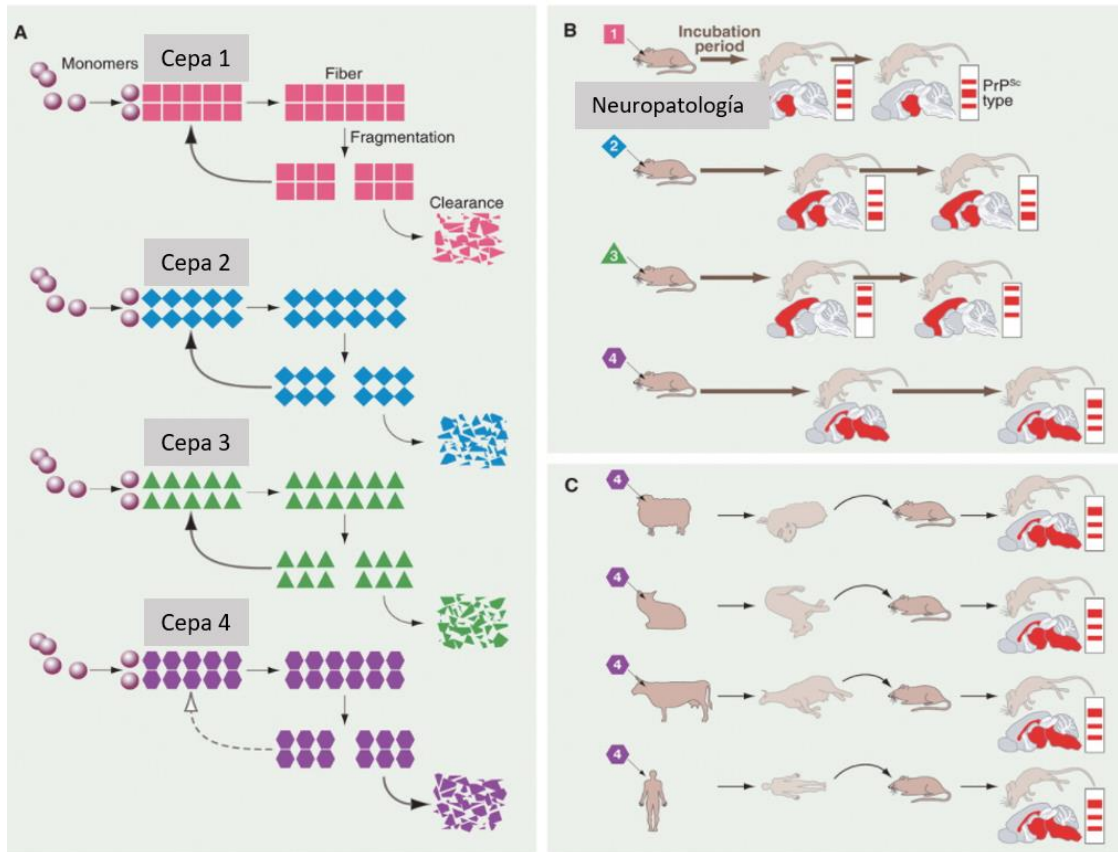 A
Monomers
Cepa 1
Fiber
Fragmentation
Clearance
Cepa 2
Cepa 3
Cepa 4
B
1
Incubation
period
Neuropatología
PrPSc
type
2
3
4
C
4
4
4
4